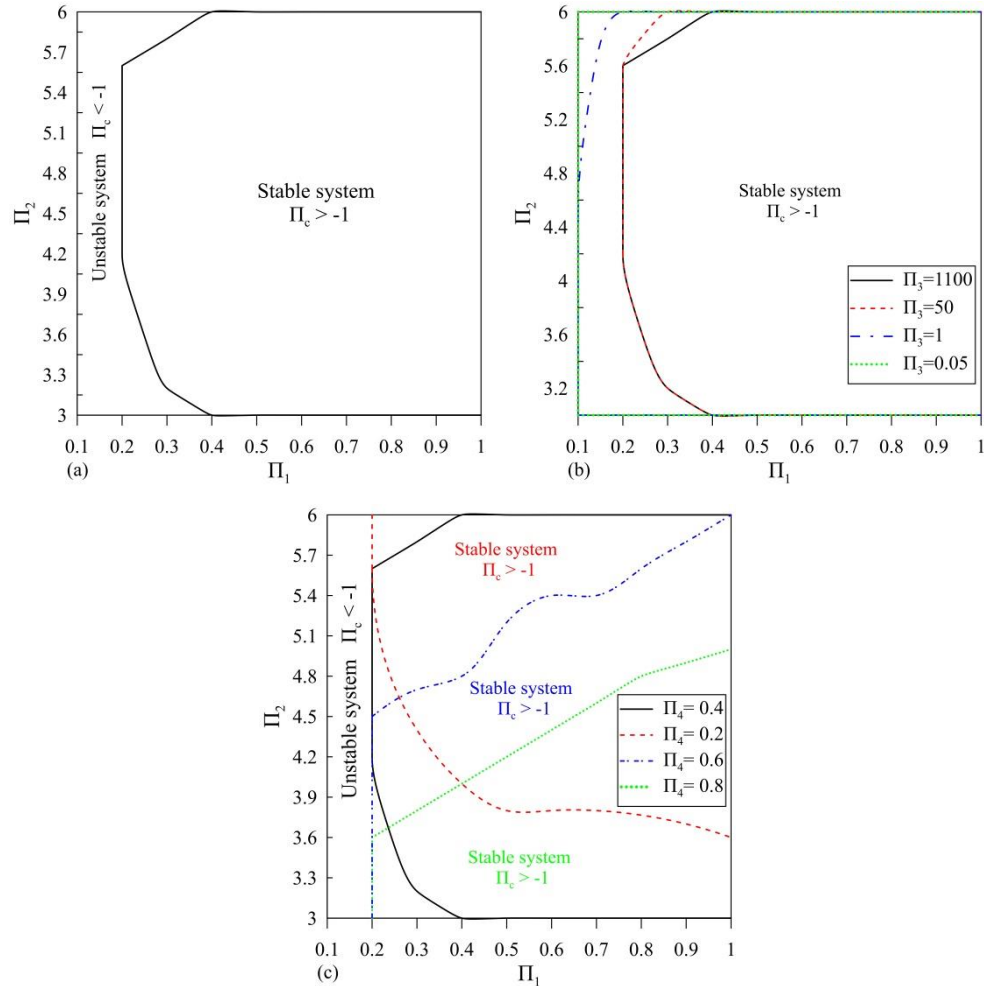 6
5.7
5.4
5.1
4.8
4.5
4.2
3.9
3.6
3.3
3
Π₂
Unstable system Π_c < -1
Stable system
Π_c > -1
0.1 0.2 0.3 0.4 0.5 0.6 0.7 0.8 0.9 1
(a)
Π₁
6
5.6
5.2
4.8
4.4
4
3.6
3.2
Π₂
Stable system
Π_c > -1
Π₃=1100
Π₃=50
Π₃=1
Π₃=0.05
0.1 0.2 0.3 0.4 0.5 0.6 0.7 0.8 0.9 1
(b)
Π₁
6
5.7
5.4
5.1
4.8
4.5
4.2
3.9
3.6
3.3
3
Π₂
Unstable system Π_c < -1
Stable system
Π_c > -1
Stable system
Π_c > -1
Stable system
Π_c > -1
Π₄= 0.4
Π₄= 0.2
Π₄= 0.6
Π₄= 0.8
0.1 0.2 0.3 0.4 0.5 0.6 0.7 0.8 0.9 1
(c)
Π₁